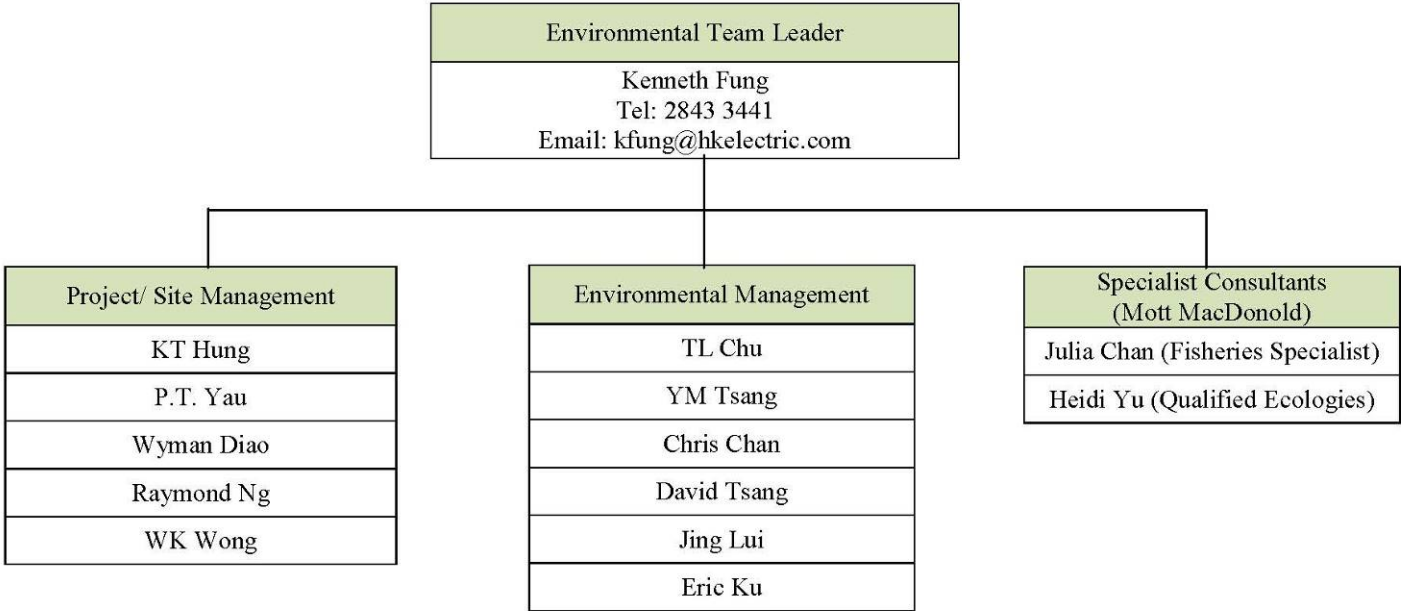 Environmental Team Leader
Kenneth Fung
Tel: 2843 3441
Email: kfung@hkelectric.com
Project/ Site Management
KT Hung
P.T. Yau
Wyman Diao
Raymond Ng
WK Wong
Environmental Management
TL Chu
YM Tsang
Chris Chan
David Tsang
Jing Lui
Eric Ku
Specialist Consultants
(Mott MacDonold)
Julia Chan (Fisheries Specialist)
Heidi Yu (Qualified Ecologies)